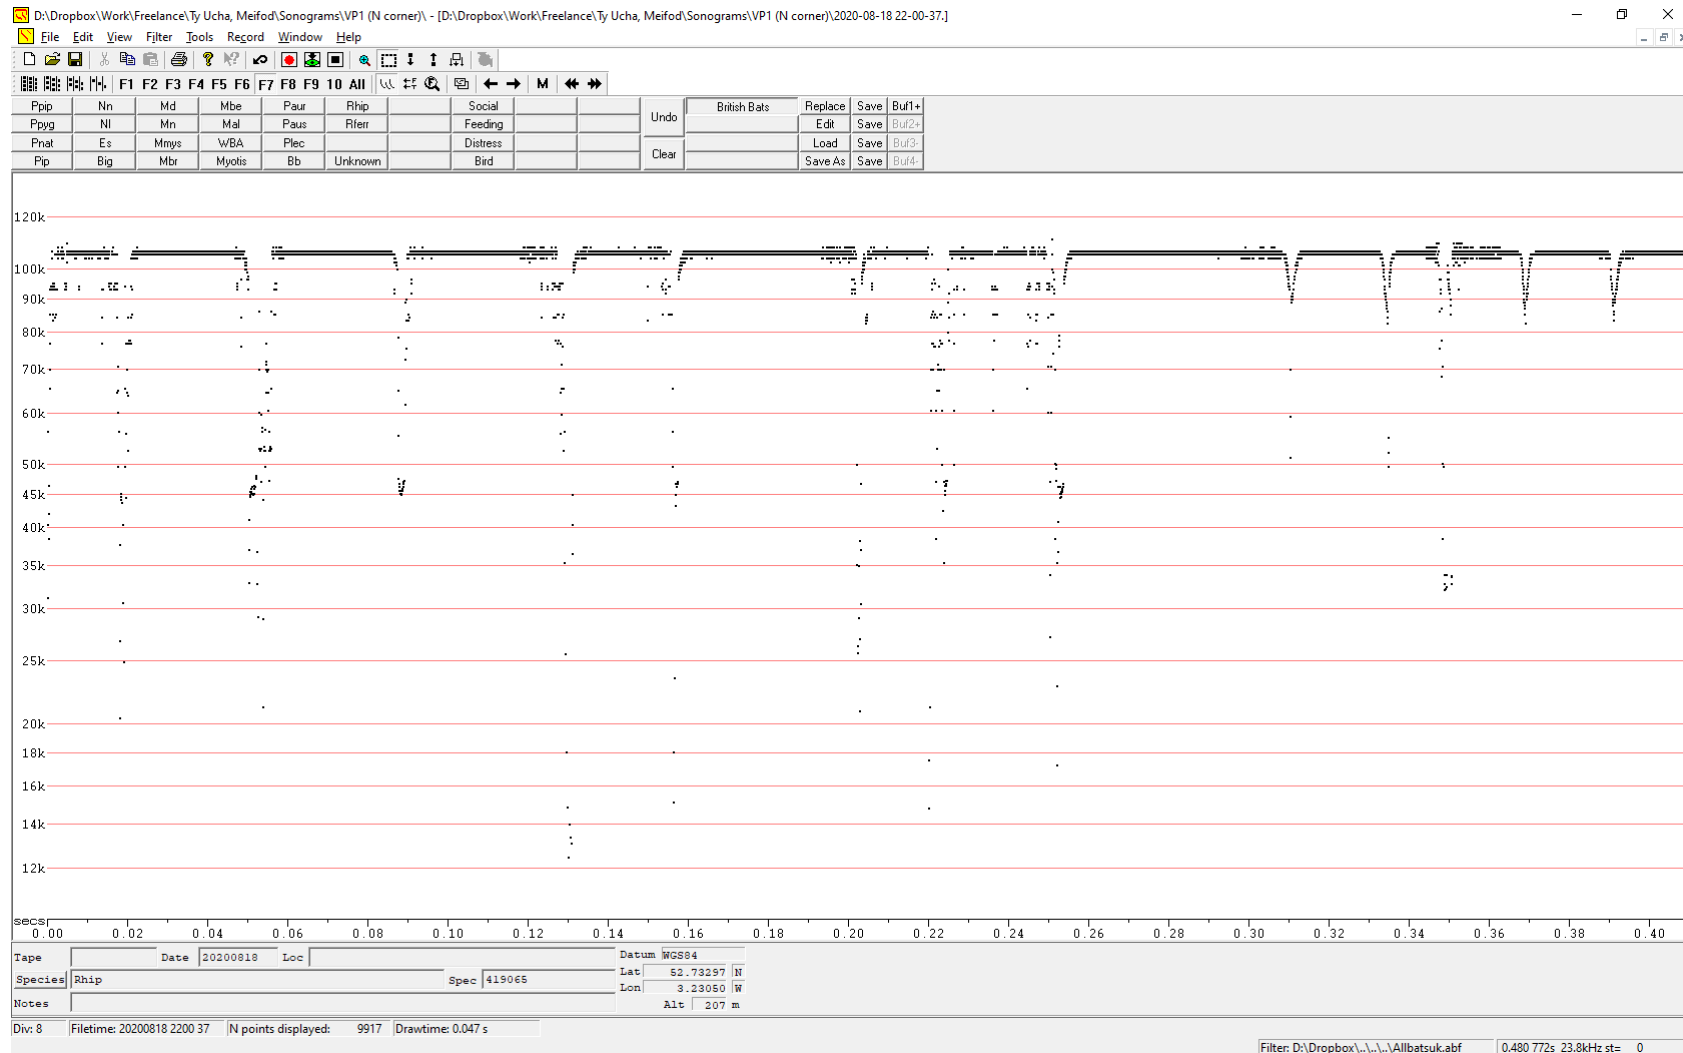 D:\Dropbox\Work\Freelance\Ty Ucha, Meifod\Sonograms\VP1 (N corner)\ - [D:\Dropbox\Work\Freelance\Ty Ucha, Meifod\Sonograms\VP1 (N corner)\2020-08-18 22-00-37.]
File Edit View Filter Tools Record Window Help
F1 F2 F3 F4 F5 F6 F7 F8 F9 10 All M
Ppip Nn Md Mbe Paur Rhip Social British Bats Replace Save Buf1+
Ppyg Nl Mn Mal Paus Rferr Feeding Undo Edit Save Buf2+
Pnat Es Mmys WBA Plec Distress Load Save Buf3-
Pip Big Mbr Myotis Bb Unknown Bird Clear Save As Save Buf4-
120k
100k
90k
80k
70k
60k
50k
45k
40k
35k
30k
25k
20k
18k
16k
14k
12k
secs
0.00 0.02 0.04 0.06 0.08 0.10 0.12 0.14 0.16 0.18 0.20 0.22 0.24 0.26 0.28 0.30 0.32 0.34 0.36 0.38 0.40
Tape Date 20200818 Loc Datum WGS84
Species Rhip Spec 419065 Lat 52.73297 N
Lon 3.23050 W
Notes Alt 207 m
Div: 8 Filetime: 20200818 2200 37 N points displayed: 9917 Drawtime: 0.047 s
Filter: D:\Dropbox\..\..\..\Allbatsuk.abf 0.480 772s 23.8kHz st= 0